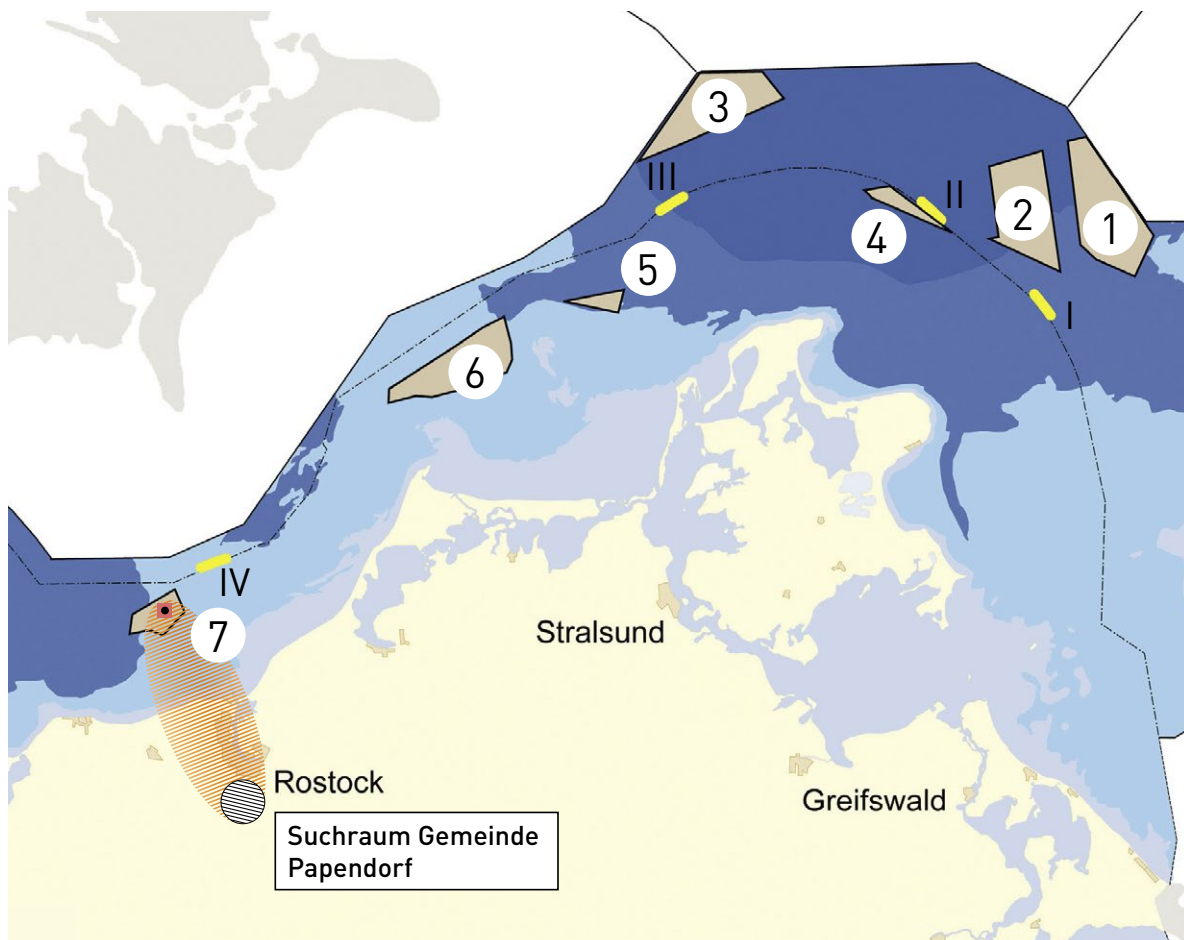 3
III
II
2
1
4
5
I
6
IV
7
Stralsund
Rostock
Greifswald
Suchraum Gemeinde
Papendorf